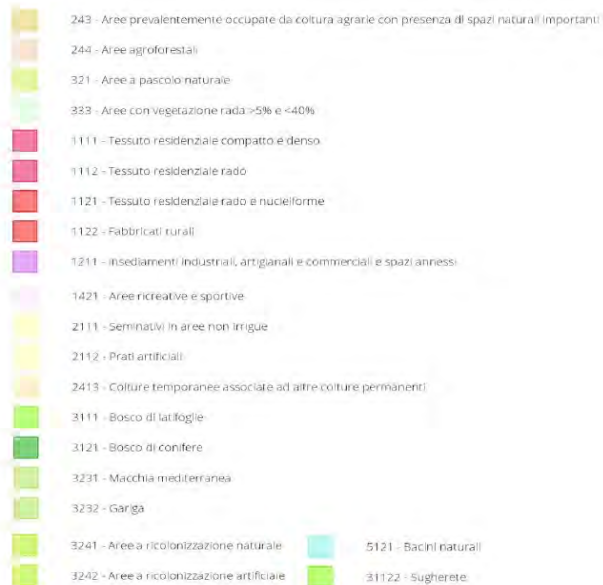 243 - Aree prevalentemente occupate da coltura agrarie con presenza di spazi naturali importanti
244 - Aree agroforestali
321 - Aree a pascolo naturale
333 - Aree con vegetazione rada >5% e <40%
1111 - Tessuto residenziale compatto e denso
1112 - Tessuto residenziale rado
1121 - Tessuto residenziale rado e nucleiforme
1122 - Fabbricati rurali
1211 - Insediamenti industriali, artigianali e commerciali e spazi annessi
1421 - Aree ricreative e sportive
2111 - Seminativi in aree non irrigue
2112 - Prati artificiali
2413 - Colture temporanee associate ad altre colture permanenti
3111 - Bosco di latifoglie
3121 - Bosco di conifere
3231 - Macchia mediterranea
3232 - Gariga
3241 - Aree a ricolonizzazione naturale
5121 - Bacini naturali
3242 - Aree a ricolonizzazione artificiale
31122 - Sugherete